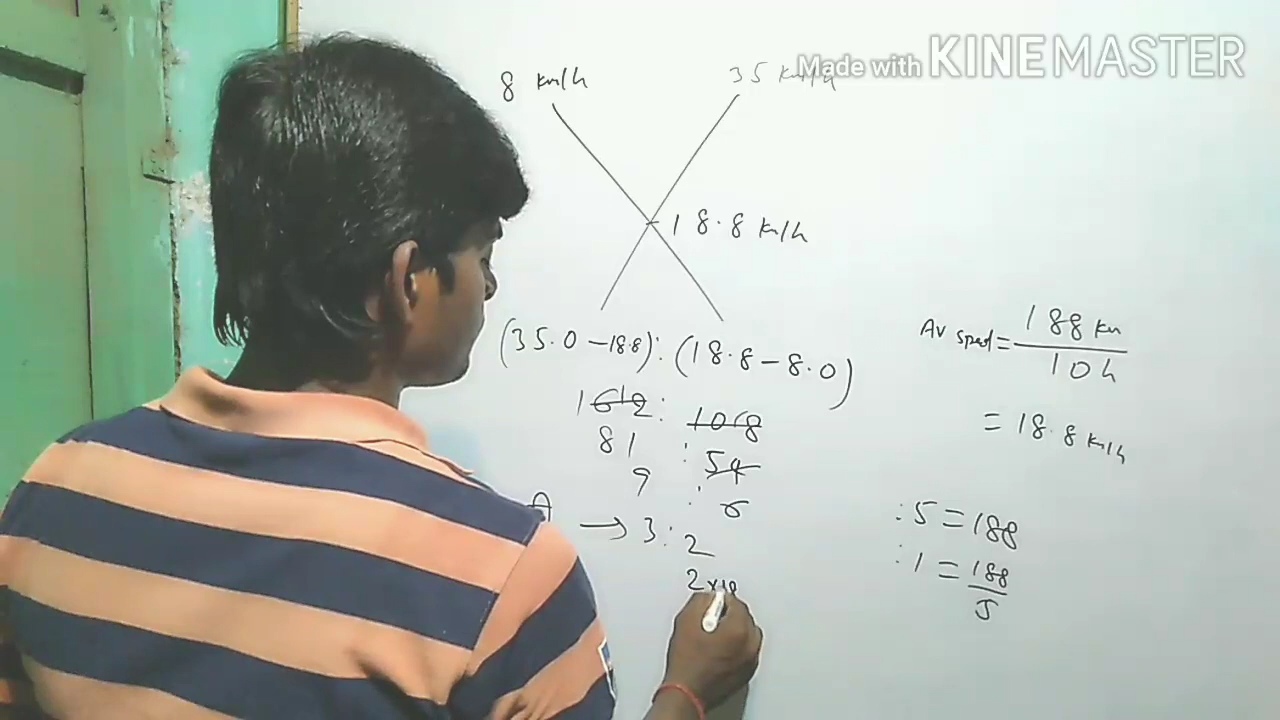 Made with KINEMASTER
8 km/h
35 km/h
18.8 km/h
(35.0 - 18.8) : (18.8 - 8.0)
162 : 108
81 : 54
9 : 6
A → 3 : 2
2 x
Av speed = 188 km / 10 h
= 18.8 km/h
: 5 = 188
: 1 = 188 / 5